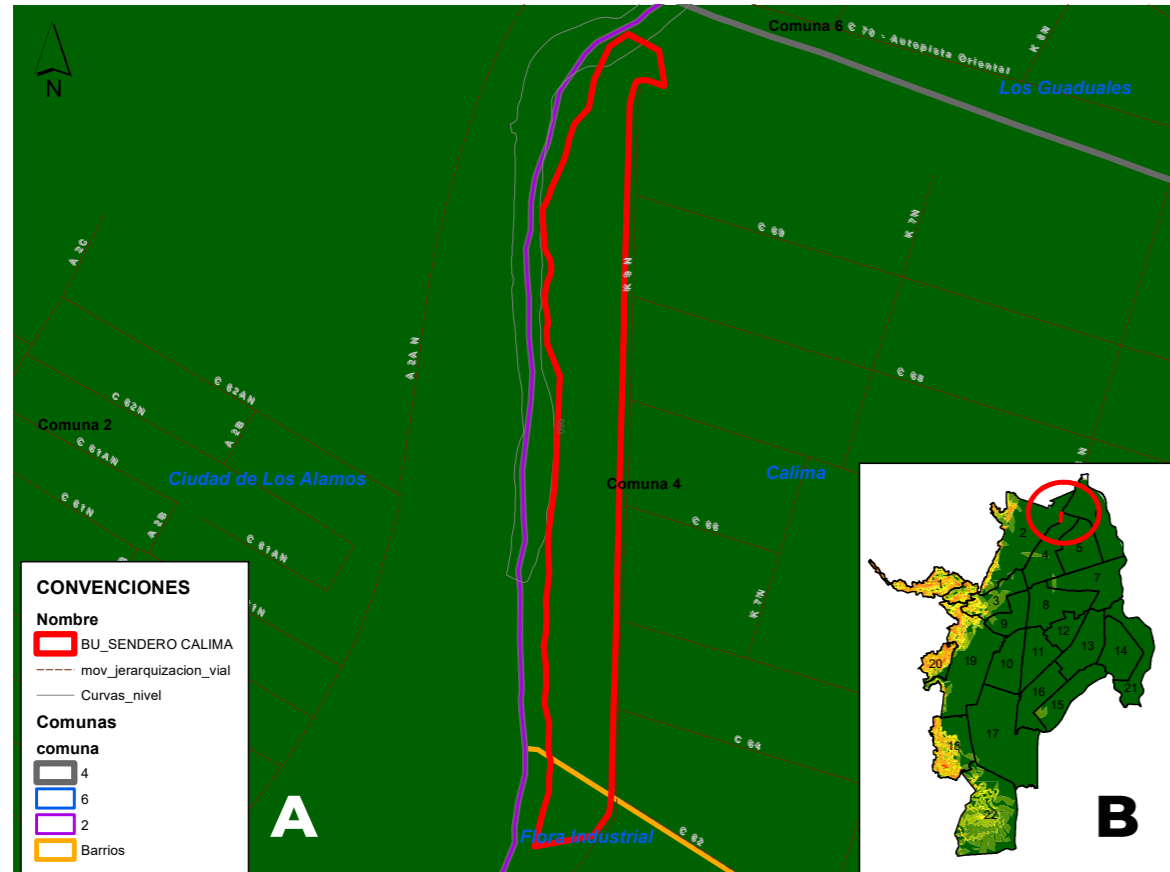 N
Comuna 6
C 70 - Autopista Oriental
K 8N
Los Guaduales
A 2C
C 69
K 7N
K 9 N
A 2A N
C 62AN
C 62N
A 2B
C 68
Comuna 2
C 61AN
Ciudad de Los Alamos
Calima
Comuna 4
C 61N
A 2B
C 61AN
C 66
K 7N
C 64
C 62
Flora Industrial
A
CONVENCIONES
Nombre
BU_SENDERO CALIMA
mov_jerarquizacion_vial
Curvas_nivel
Comunas
comuna
4
6
2
Barrios
B
2
4
5
1
3
7
8
9
12
13
14
20
19
10
11
16
15
21
17
18
22